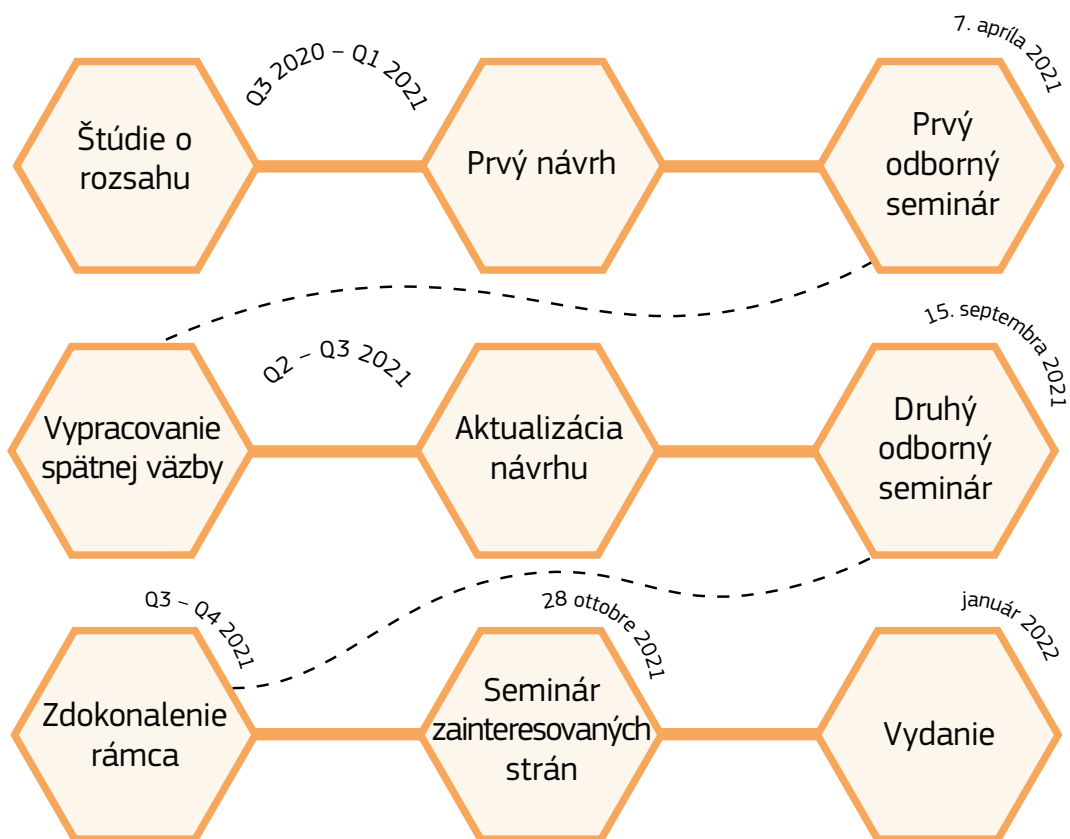 Štúdie o
rozsahu
Q3 2020 – Q1 2021
Prvý návrh
7. apríla 2021
Prvý
odborný
seminár
Vypracovanie
spätnej väzby
Q2 – Q3 2021
Aktualizácia
návrhu
15. septembra 2021
Druhý
odborný
seminár
Q3 – Q4 2021
Zdokonalenie
rámca
28 ottobre 2021
Seminár
zainteresovaných
strán
január 2022
Vydanie